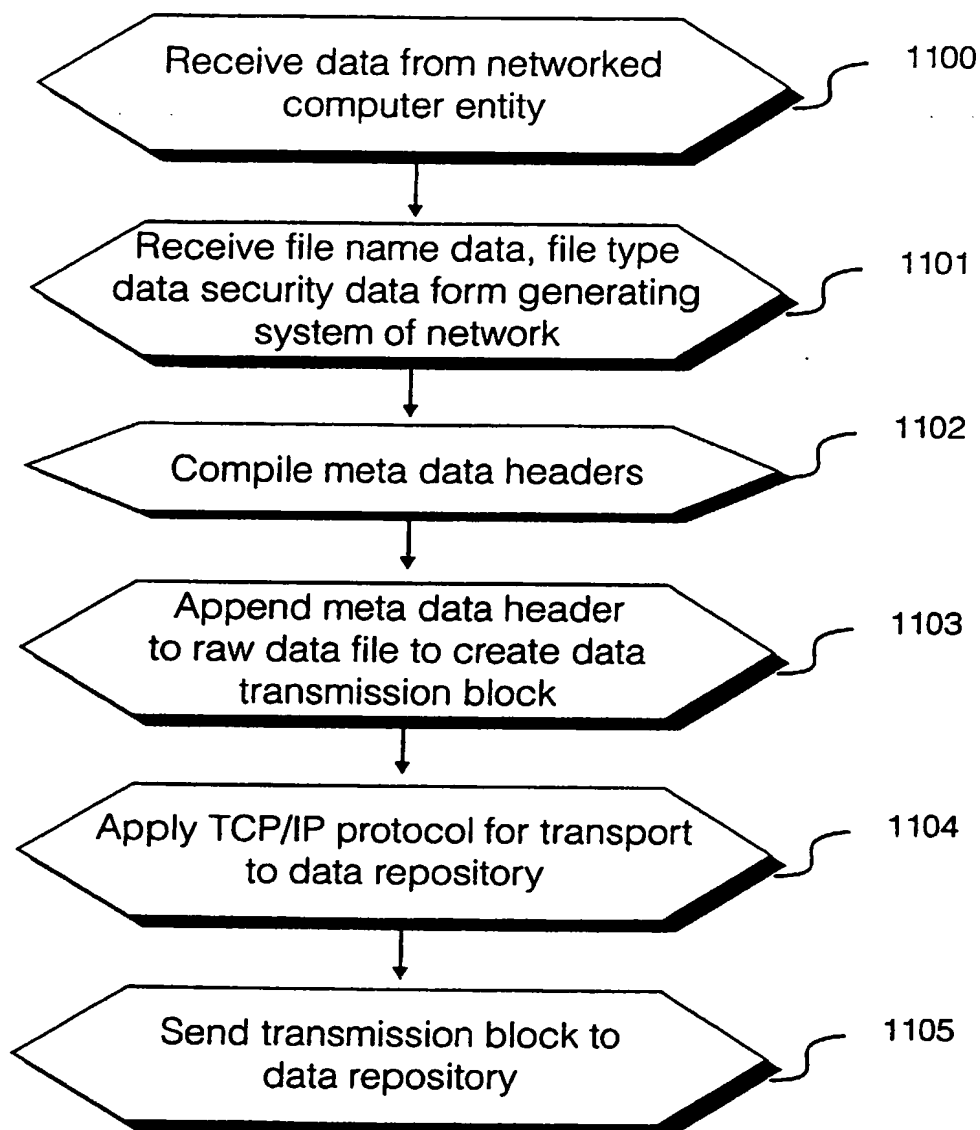 Receive data from networked
computer entity
1100
Receive file name data, file type
data security data form generating
system of network
1101
Compile meta data headers
1102
Append meta data header
to raw data file to create data
transmission block
1103
Apply TCP/IP protocol for transport
to data repository
1104
Send transmission block to
data repository
1105